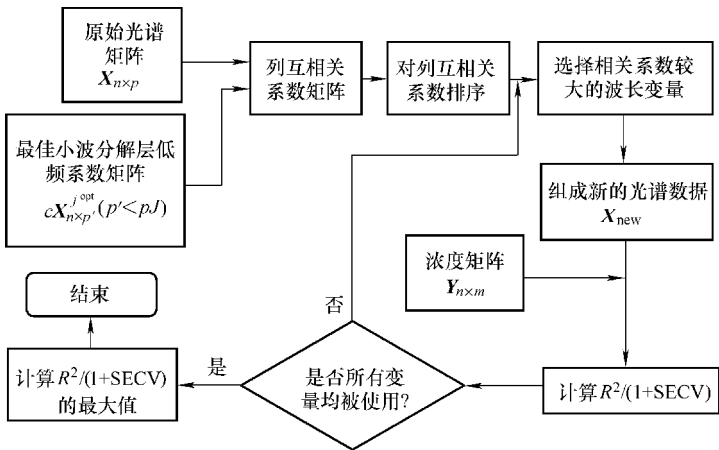 原始光谱
矩阵
X_{n×p}
列互相关
系数矩阵
对列互相关
系数排序
选择相关系数较
大的波长变量
最佳小波分解层低
频系数矩阵
cX^{j^{opt}}_{n×p′}(p′<pJ)
组成新的光谱数据
X_{new}
浓度矩阵
Y_{n×m}
结束
否
是
计算R²/(1+SECV)
的最大值
是否所有变
量均被使用?
计算R²/(1+SECV)